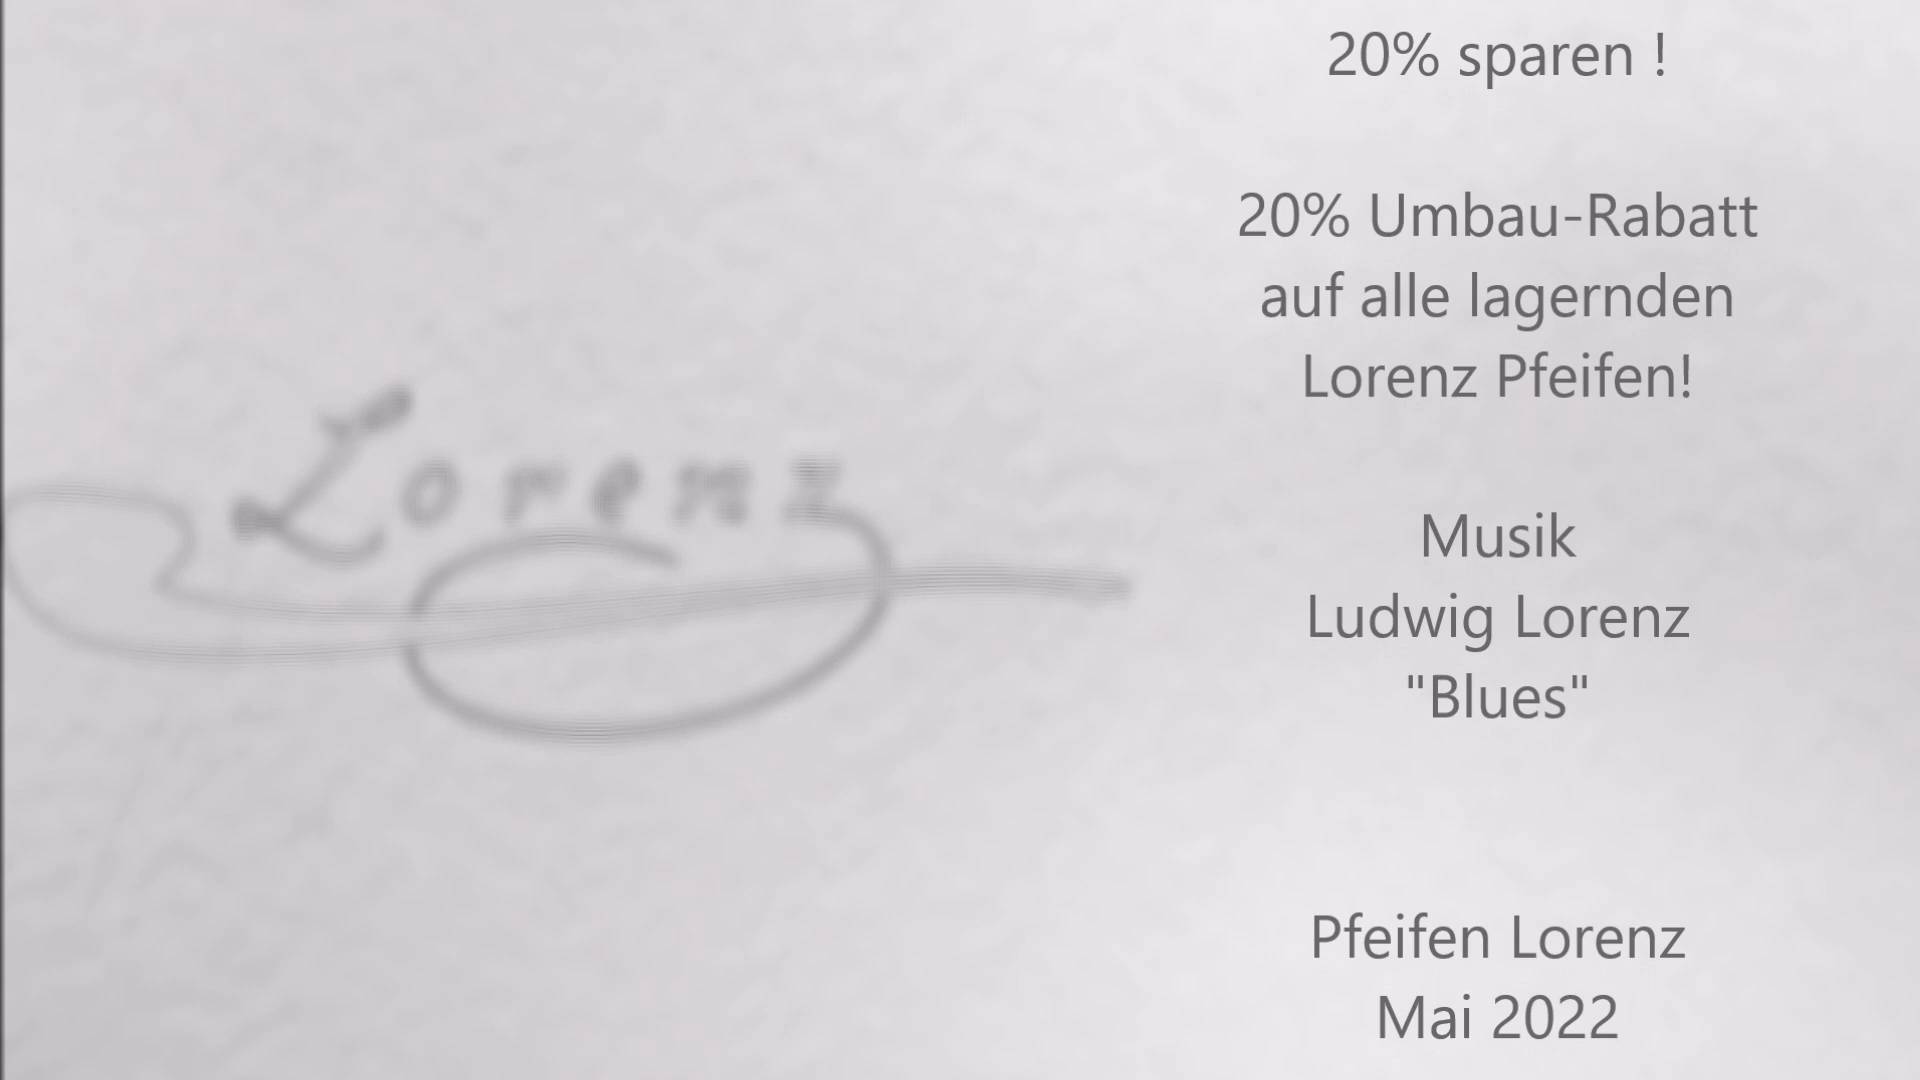 Lorenz
20% sparen !
20% Umbau-Rabatt
auf alle lagernden
Lorenz Pfeifen!
Musik
Ludwig Lorenz
"Blues"
Pfeifen Lorenz
Mai 2022